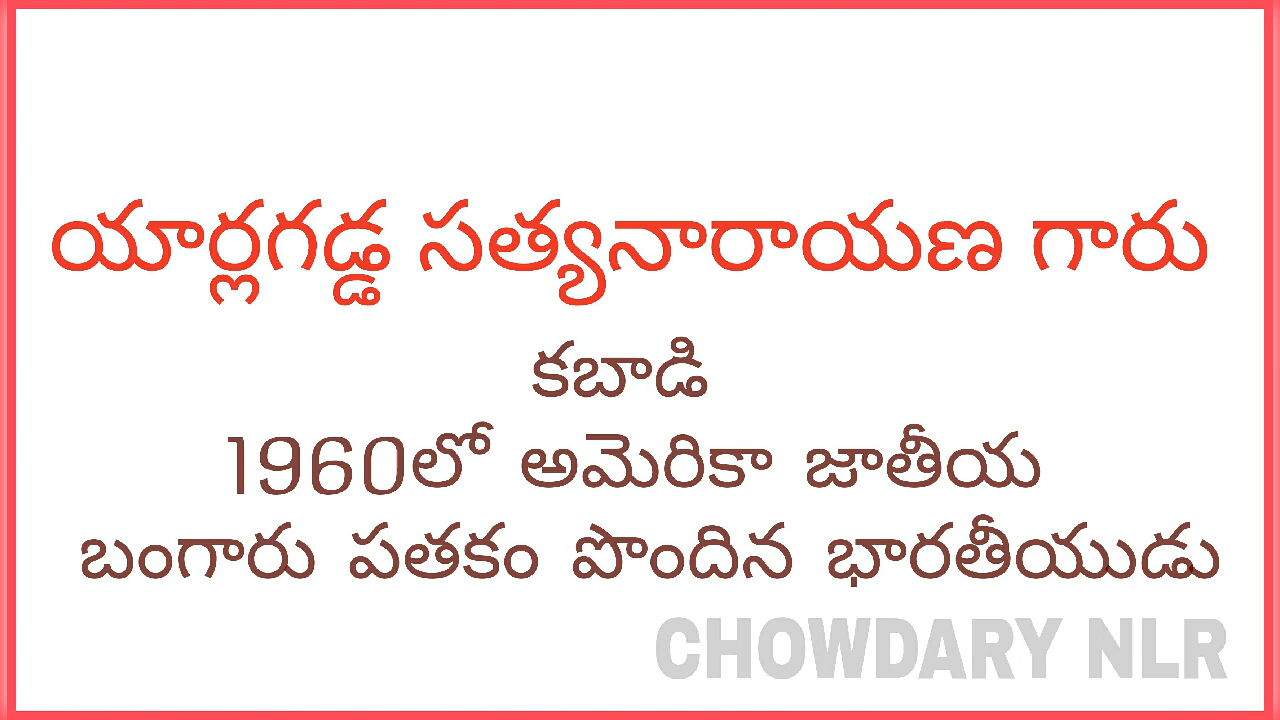 యార్లగడ్డ సత్యనారాయణ గారు
కబాడి
1960లో అమెరికా జాతీయ
బంగారు పతకం పొందిన భారతీయుడు
CHOWDARY NLR